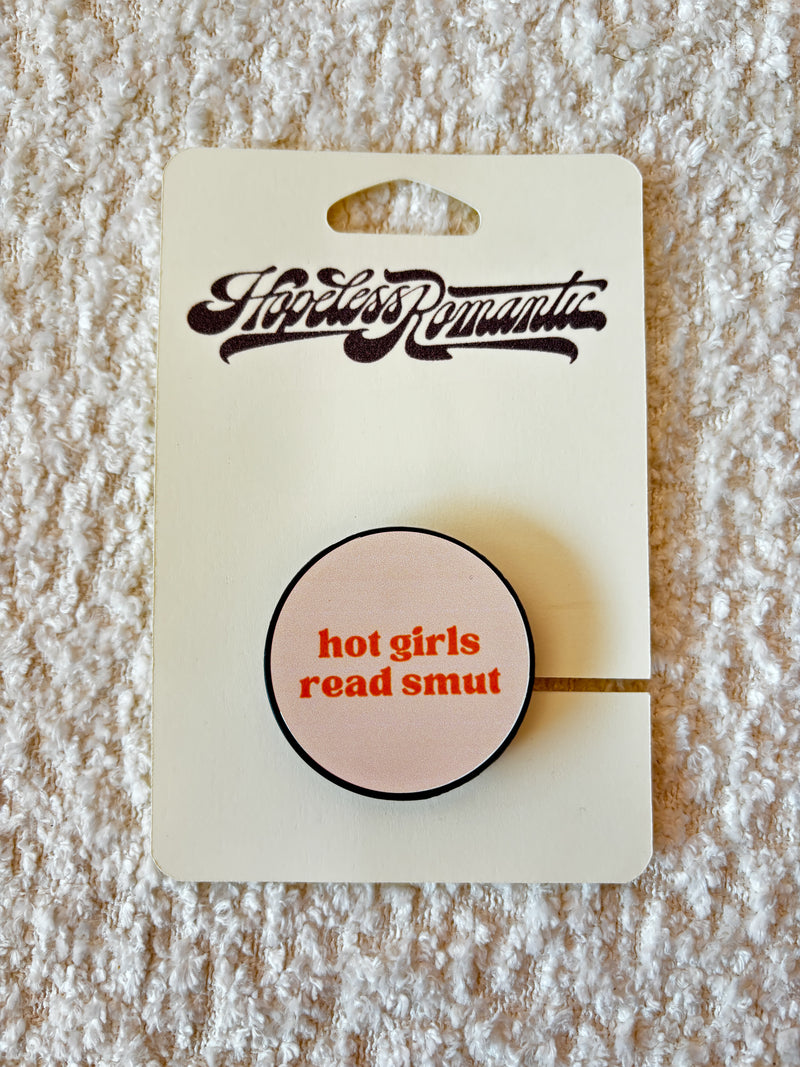 Hopeless Romantic
hot girls
read smut